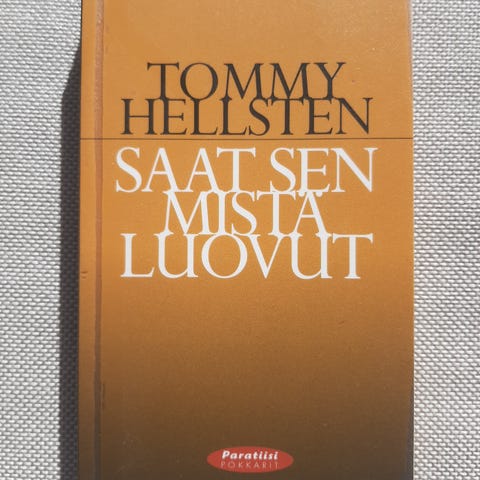 TOMMY
HELLSTEN
SAAT SEN
MISTÄ
LUOVUT
Paratiisi
POKKARIT